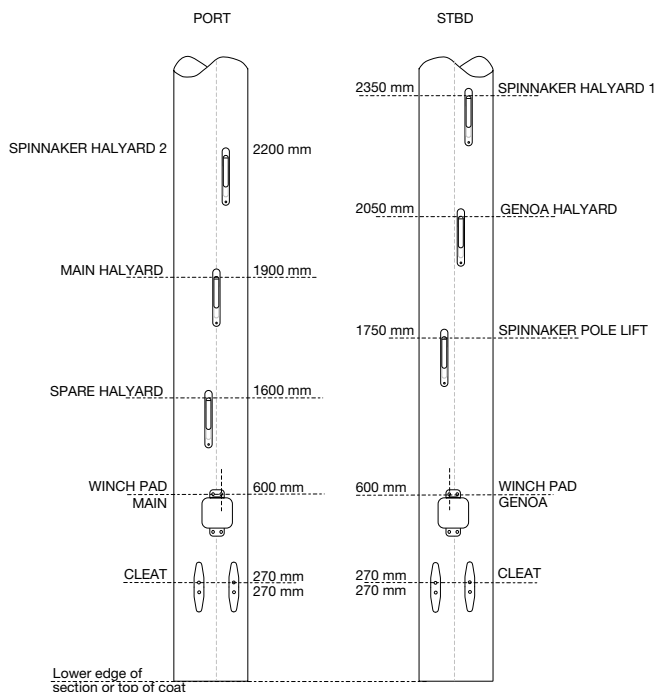 PORT
STBD
2350 mm
SPINNAKER HALYARD 1
SPINNAKER HALYARD 2
2200 mm
2050 mm
GENOA HALYARD
MAIN HALYARD
1900 mm
1750 mm
SPINNAKER POLE LIFT
SPARE HALYARD
1600 mm
WINCH PAD
MAIN
600 mm
600 mm
WINCH PAD
GENOA
CLEAT
270 mm
270 mm
270 mm
270 mm
CLEAT
Lower edge of
section or top of coat